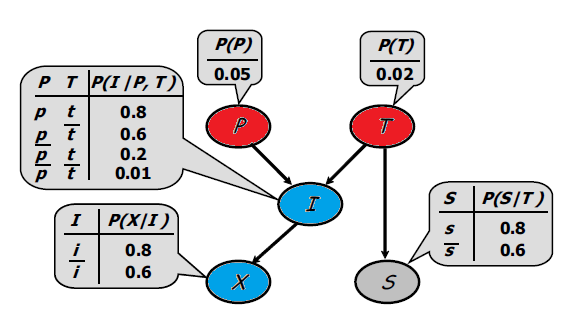 P(P)
0.05
P(T)
0.02
P T P(I|P, T)
p t 0.8
p t̅ 0.6
p̅ t 0.2
p̅ t̅ 0.01
P
T
I
I P(X|I)
i 0.8
i̅ 0.6
S P(S|T)
s 0.8
s̅ 0.6
X
S